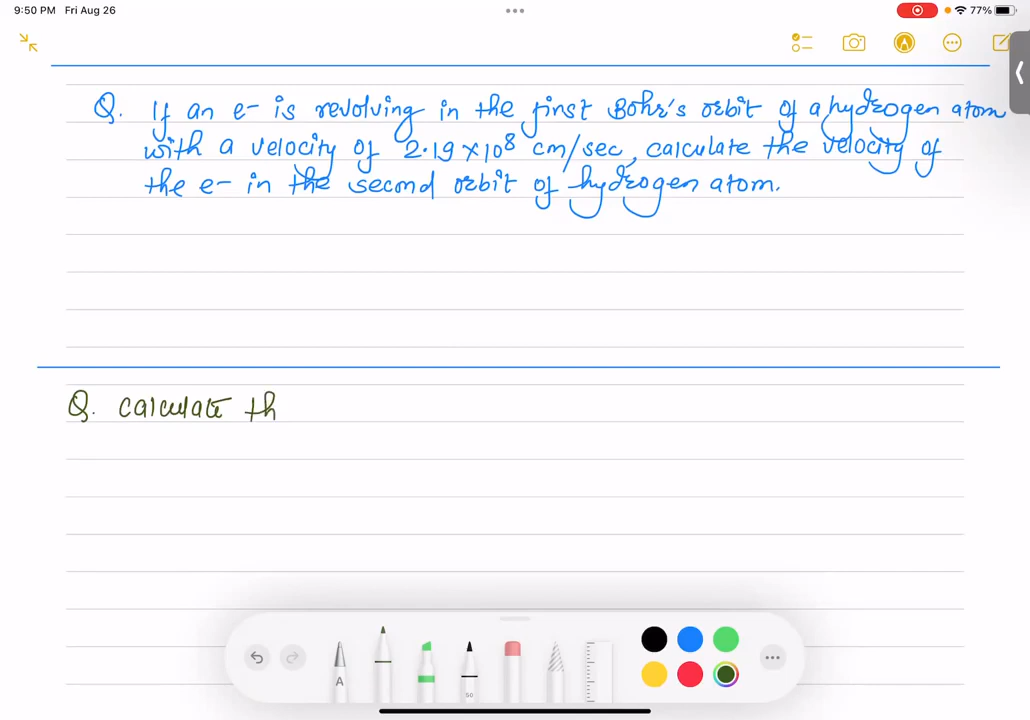 9:50 PM Fri Aug 26
77%
Q. If an e- is revolving in the first Bohr's orbit of a hydrogen atom
with a velocity of 2.19 × 10⁸ cm/sec, calculate the velocity of
the e- in the second orbit of hydrogen atom.
Q. calculate th
A
50